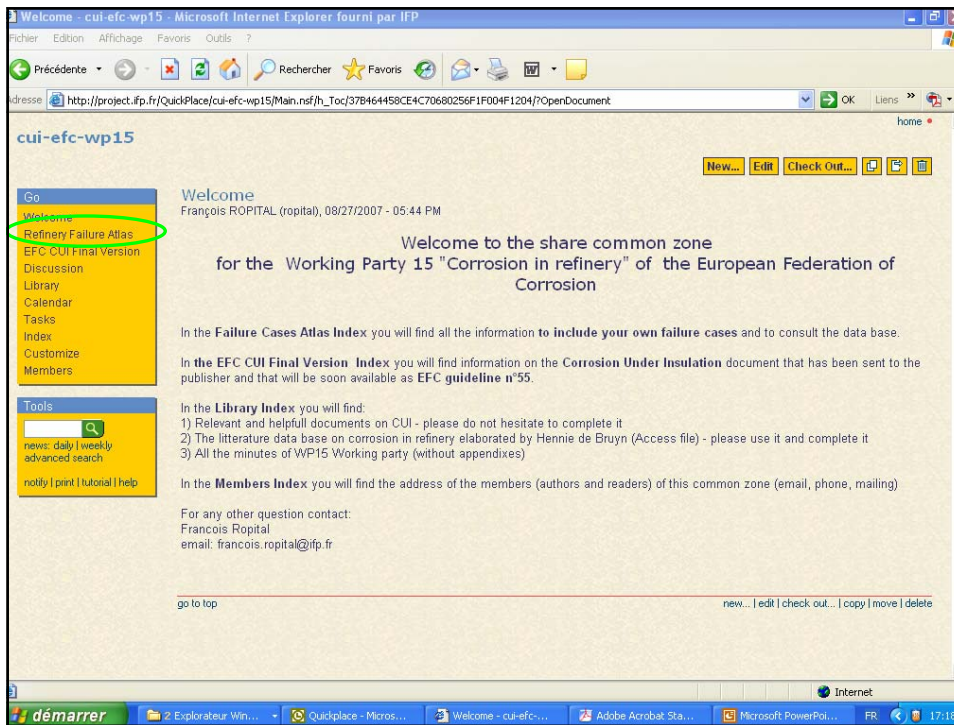 Welcome - cui-efc-wp15 - Microsoft Internet Explorer fourni par IFP
Fichier Edition Affichage Favoris Outils ?
Précédente Rechercher Favoris
Adresse http://project.ifp.fr/QuickPlace/cui-efc-wp15/Main.nsf/h_Toc/37B464458CE4C70680256F1F004F1204/?OpenDocument OK Liens »
home
cui-efc-wp15
New... Edit Check Out...
Go
Welcome
Refinery Failure Atlas
EFC CUI Final Version
Discussion
Library
Calendar
Tasks
Index
Customize
Members
Tools
news: daily | weekly
advanced search
notify | print | tutorial | help
Welcome
François ROPITAL (ropital), 08/27/2007 - 05:44 PM
Welcome to the share common zone
for the Working Party 15 "Corrosion in refinery" of the European Federation of
Corrosion
In the Failure Cases Atlas Index you will find all the information to include your own failure cases and to consult the data base.
In the EFC CUI Final Version Index you will find information on the Corrosion Under Insulation document that has been sent to the
publisher and that will be soon available as EFC guideline n°55.
In the Library Index you will find:
1) Relevant and helpfull documents on CUI - please do not hesitate to complete it
2) The litterature data base on corrosion in refinery elaborated by Hennie de Bruyn (Access file) - please use it and complete it
3) All the minutes of WP15 Working party (without appendixes)
In the Members Index you will find the address of the members (authors and readers) of this common zone (email, phone, mailing)
For any other question contact:
Francois Ropital
email: francois.ropital@ifp.fr
go to top new... | edit | check out... | copy | move | delete
Internet
démarrer 2 Explorateur Win... Quickplace - Micros... Welcome - cui-efc-... Adobe Acrobat Sta... Microsoft PowerPoi... FR 17:18